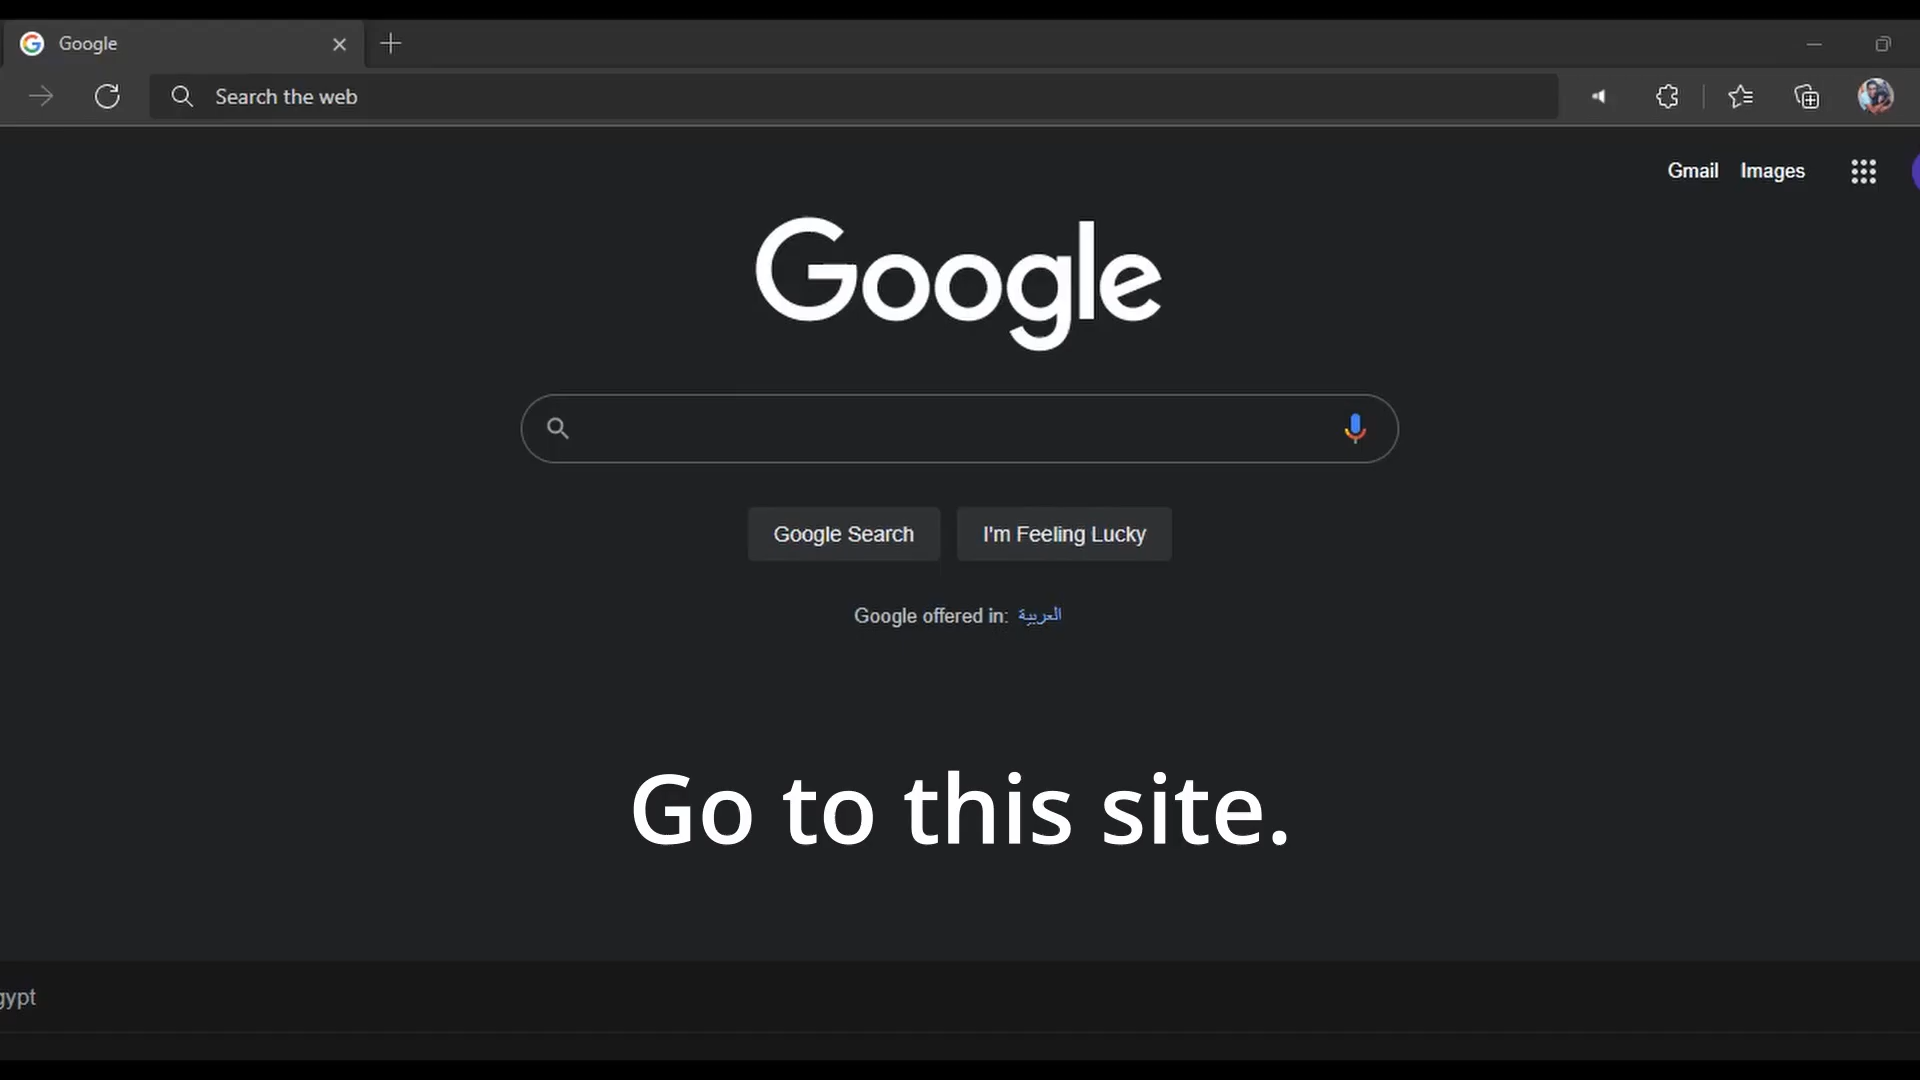 Google
Search the web
Gmail Images
Google
Google Search I'm Feeling Lucky
Google offered in: العربية
Go to this site.
gypt